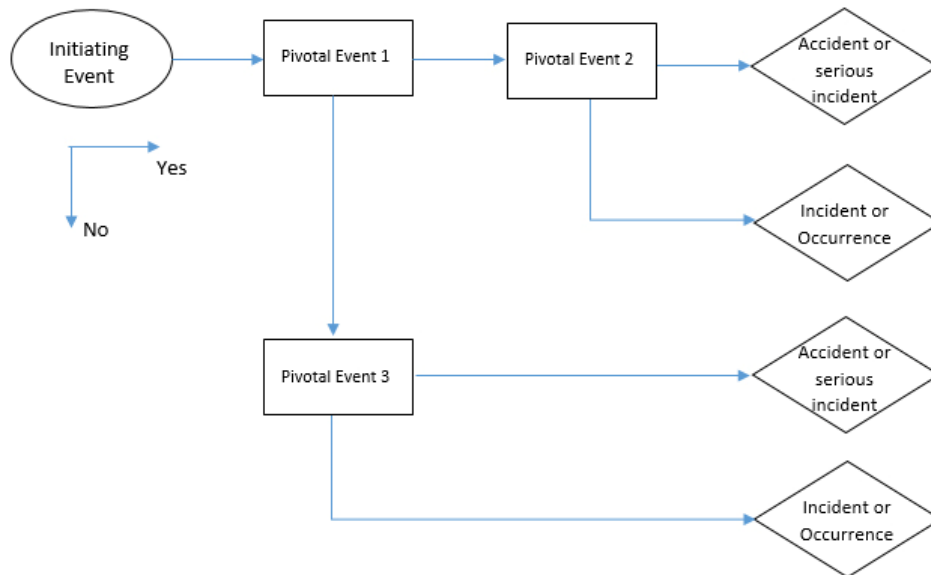 Initiating
Event
Pivotal Event 1
Pivotal Event 2
Accident or
serious
incident
Yes
No
Incident or
Occurrence
Pivotal Event 3
Accident or
serious
incident
Incident or
Occurrence